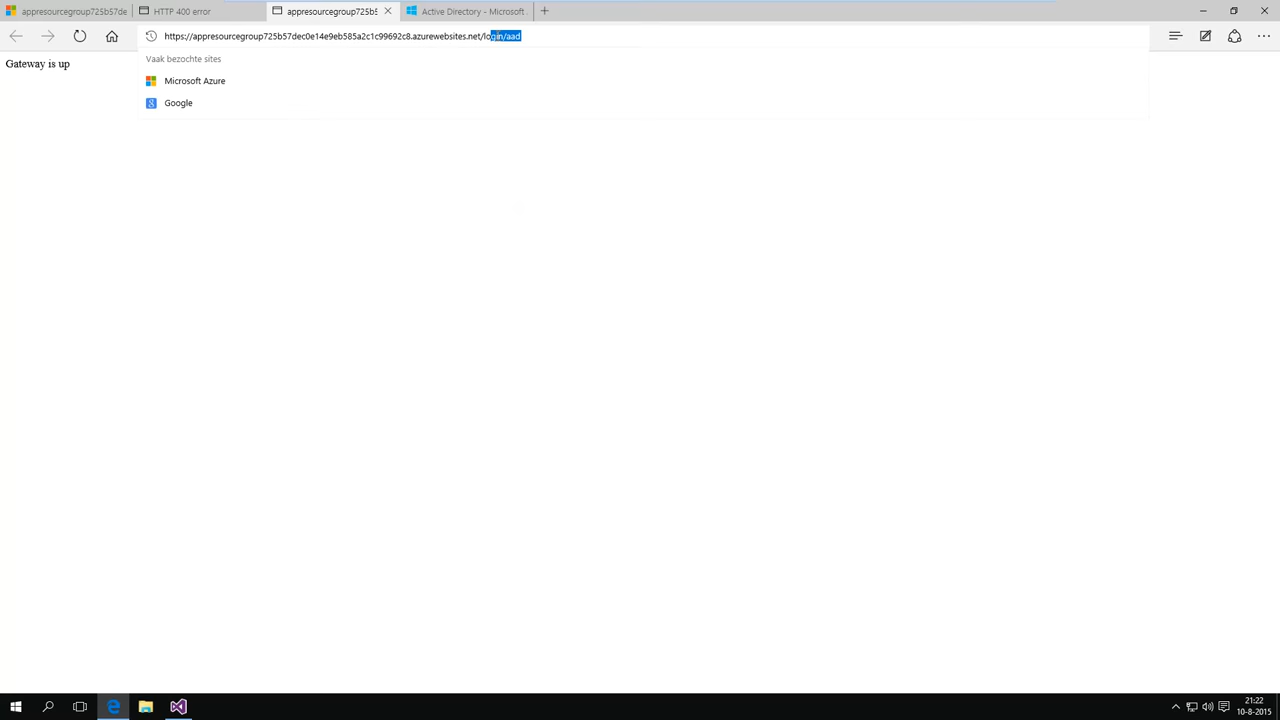 appresourcegroup725b57de
HTTP 400 error
appresourcegroup725b5
Active Directory - Microsoft
https://appresourcegroup725b57dec0e14e9eb585a2c1c99692c8.azurewebsites.net/login/aad
Vaak bezochte sites
Gateway is up
Microsoft Azure
Google
21:22
10-8-2015